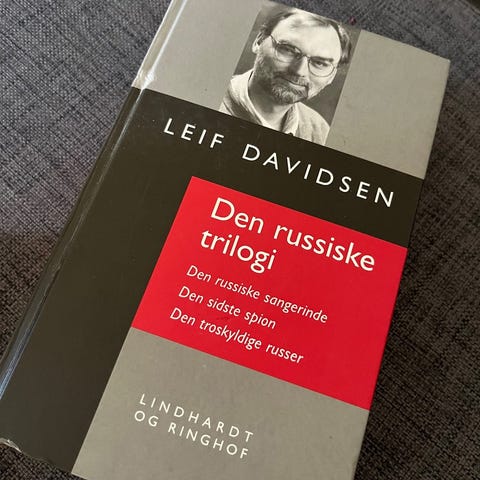 LEIF DAVIDSEN
Den russiske
trilogi
Den russiske sangerinde
Den sidste spion
Den troskyldige russer
LINDHARDT
OG RINGHOF